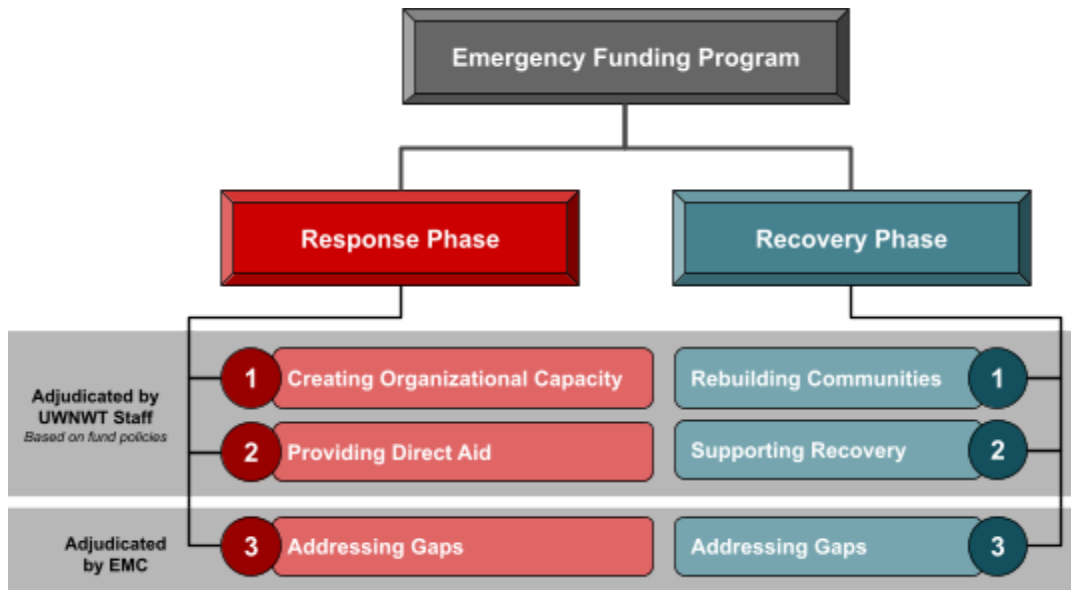 Emergency Funding Program
Response Phase
Recovery Phase
Adjudicated by
UWNWT Staff
Based on fund policies
1 Creating Organizational Capacity
Rebuilding Communities 1
2 Providing Direct Aid
Supporting Recovery 2
Adjudicated
by EMC
3 Addressing Gaps
Addressing Gaps 3